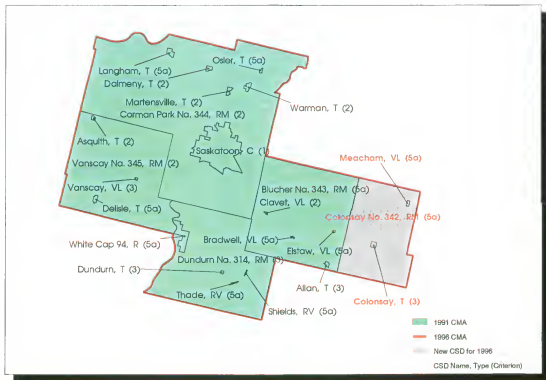 Osler, T (5a)
Langham, T (5a)
Dalmeny, T (2)
Martensville, T (2)
Warman, T (2)
Corman Park No. 344, RM (2)
Asquith, T (2)
Saskatoon, C (1)
Meacham, VL (5a)
Vanscay No. 345, RM (2)
Vanscay, VL (3)
Blucher No. 343, RM (5a)
Clavet, VL (2)
Delisle, T (5a)
Colonsay No. 342, RM (5a)
White Cap 94, R (5a)
Bradwell, VL (5a)
Elstaw, VL (5a)
Dundurn No. 314, RM (3)
Dundurn, T (3)
Allan, T (3)
Thade, RV (5a)
Colonsay, T (3)
Shields, RV (5a)
1991 CMA
1996 CMA
New CSD for 1996
CSD Name, Type (Criterion)